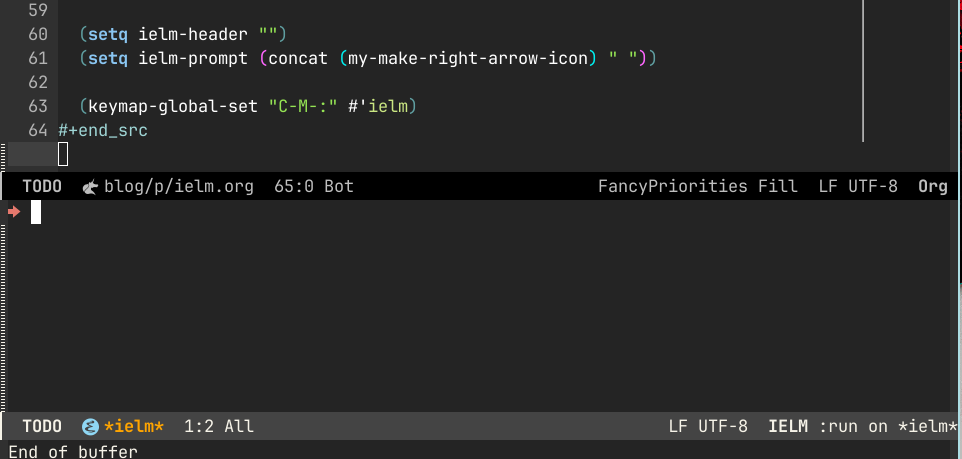 59
60 (setq ielm-header "")
61 (setq ielm-prompt (concat (my-make-right-arrow-icon) " "))
62
63 (keymap-global-set "C-M-:" #'ielm)
64 #+end_src
TODO blog/p/ielm.org 65:0 Bot FancyPriorities Fill LF UTF-8 Org
TODO *ielm* 1:2 All LF UTF-8 IELM :run on *ielm*
End of buffer